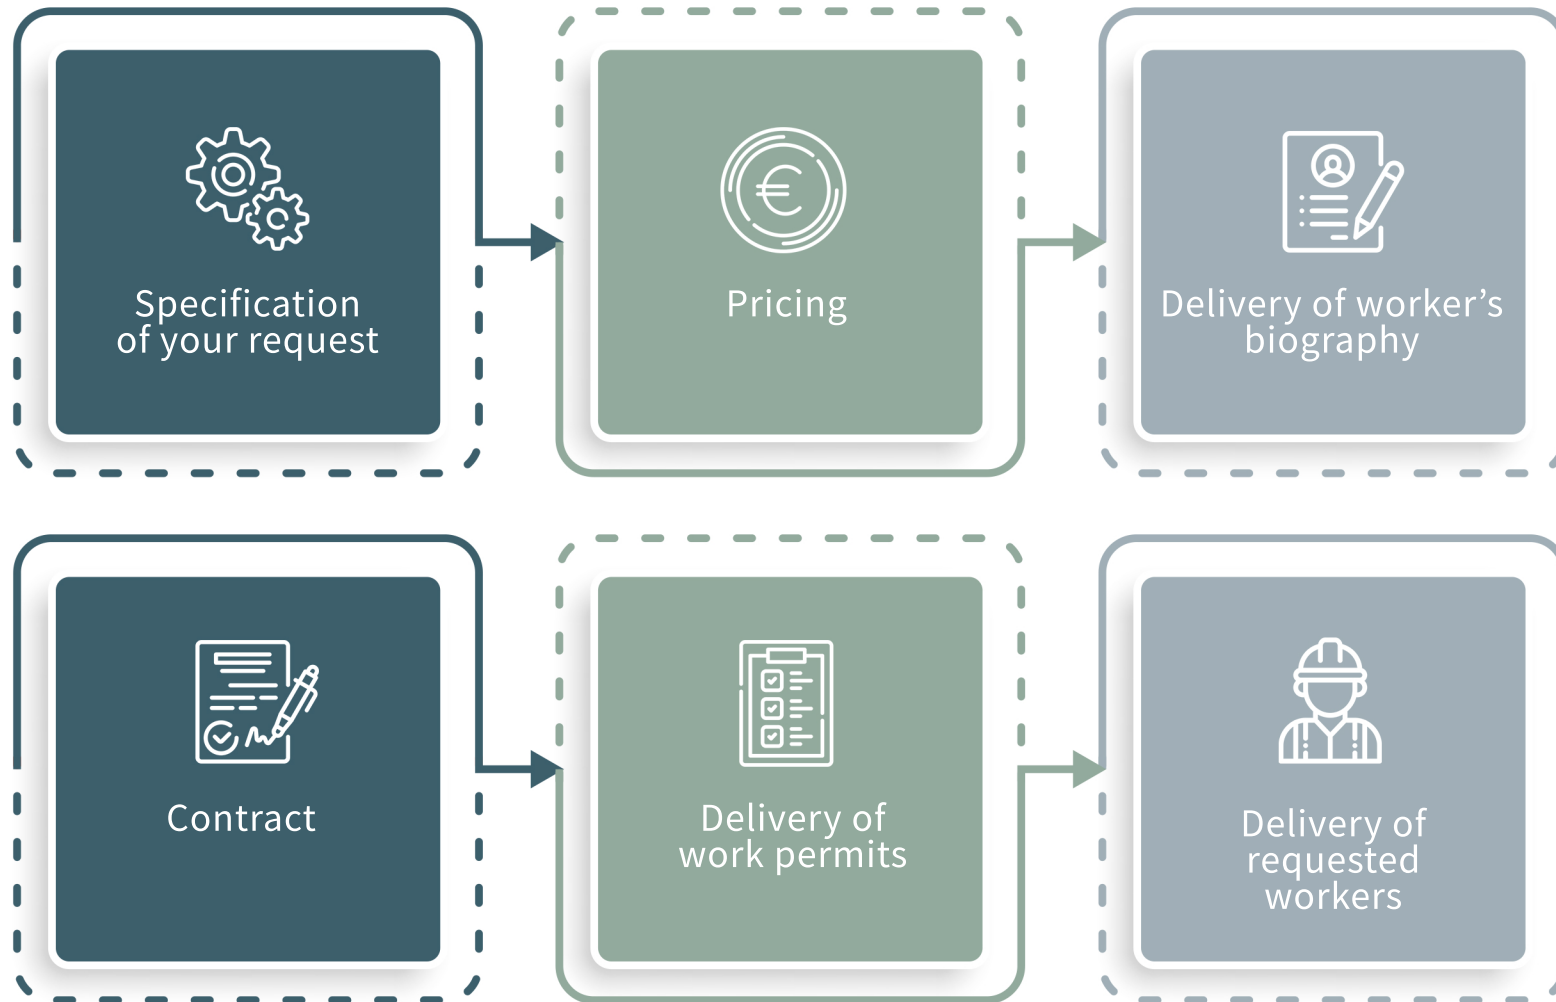 Specification
of your request
Pricing
Delivery of worker’s
biography
Contract
Delivery of
work permits
Delivery of
requested
workers